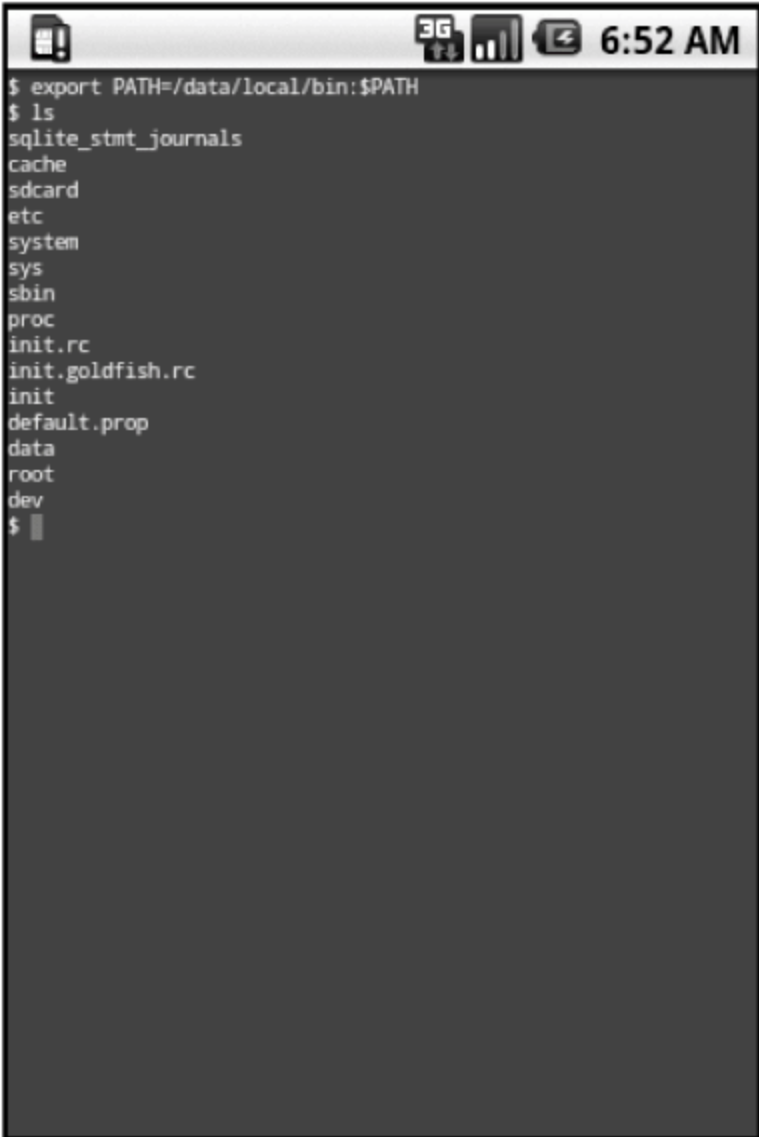 3G 6:52 AM
$ export PATH=/data/local/bin:$PATH
$ ls
sqlite_stmt_journals
cache
sdcard
etc
system
sys
sbin
proc
init.rc
init.goldfish.rc
init
default.prop
data
root
dev
$